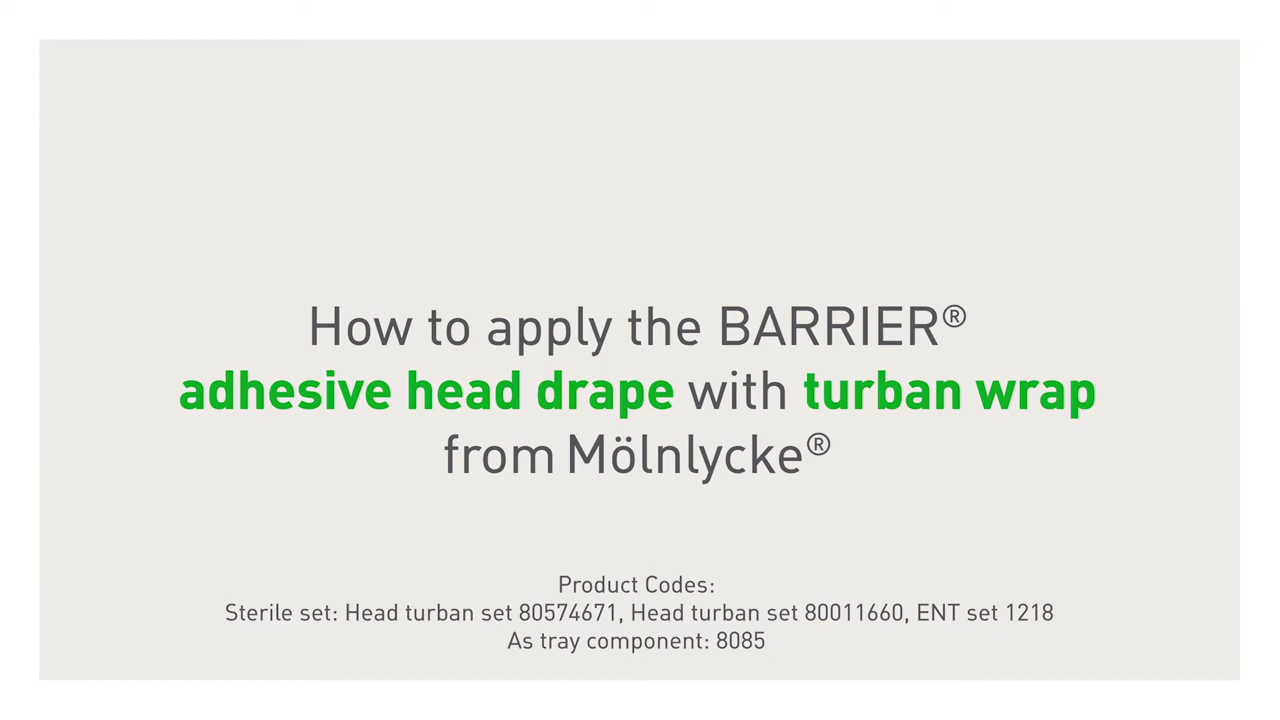 How to apply the BARRIER®
adhesive head drape with turban wrap
from Mölnlycke®
Product Codes:
Sterile set: Head turban set 80574671, Head turban set 80011660, ENT set 1218
As tray component: 8085